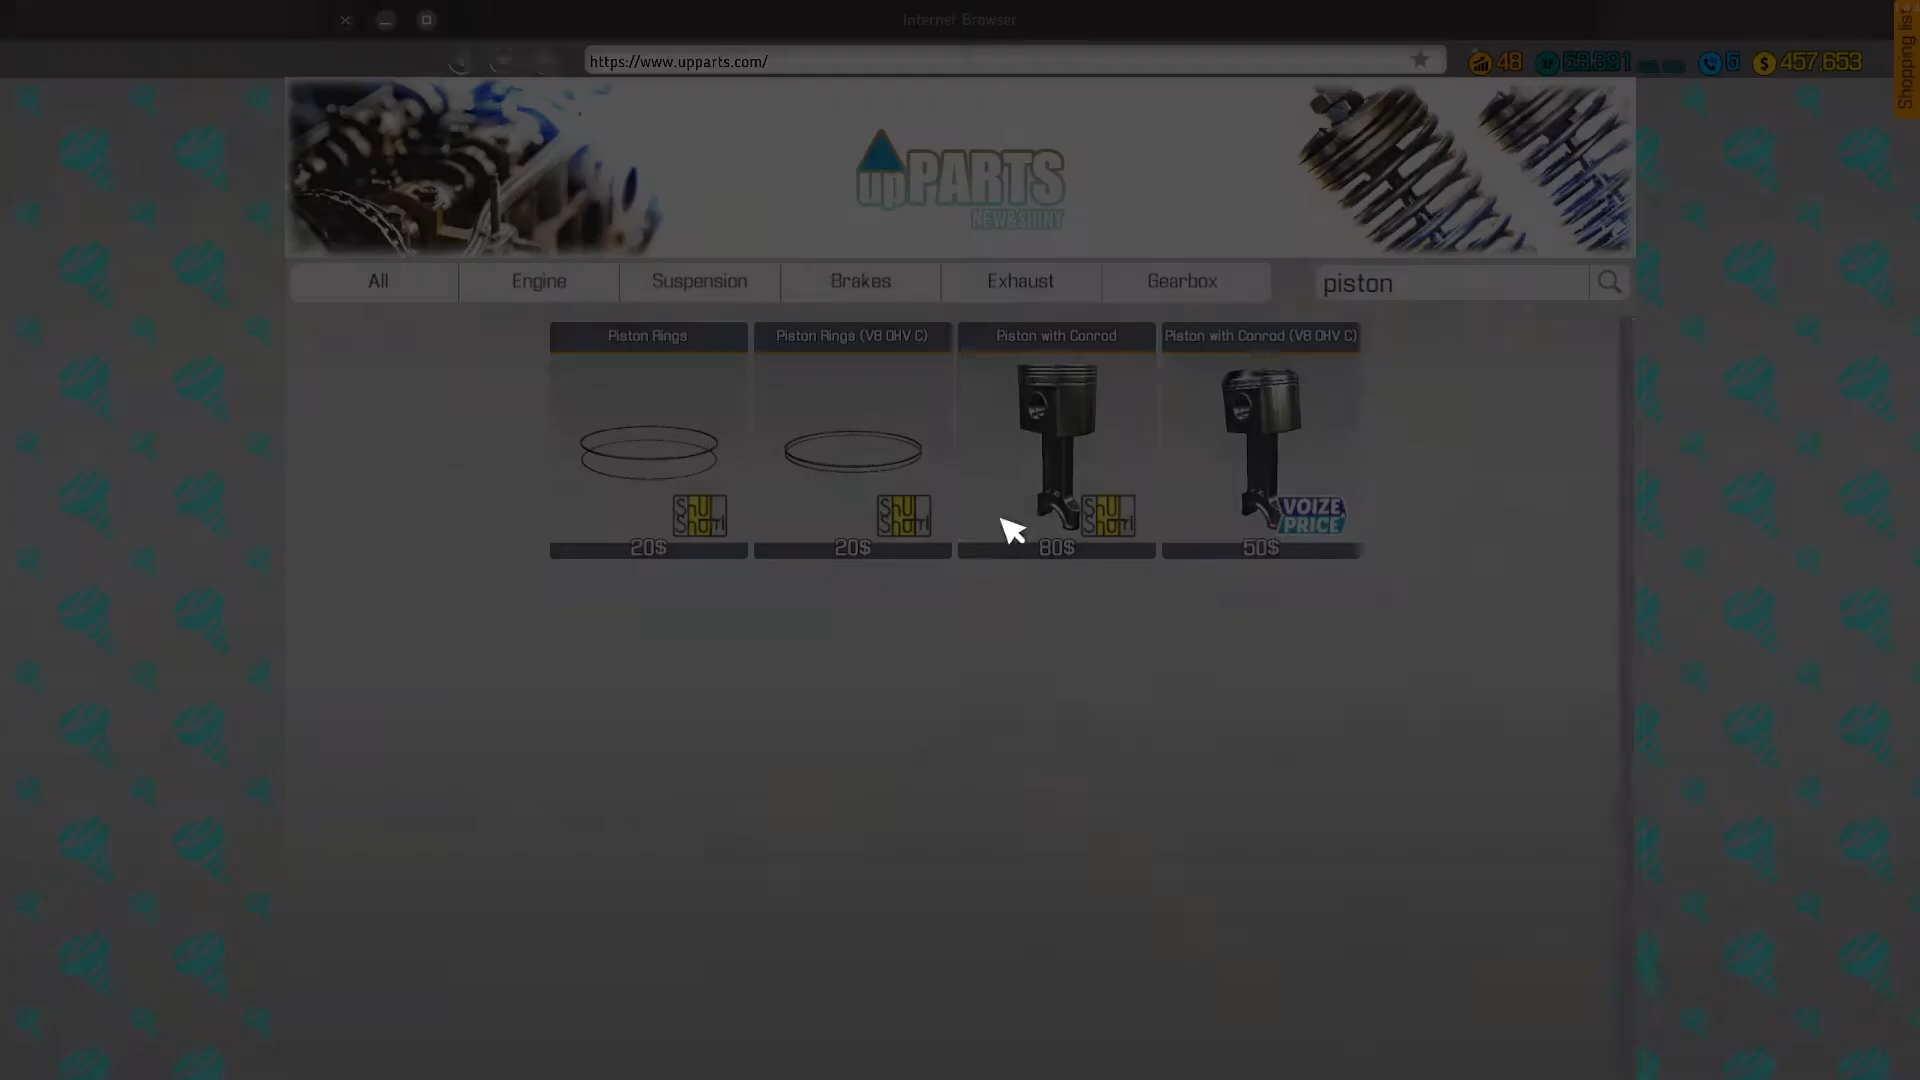 Internet Browser
https://www.upparts.com/
48
5
457,653
Shopping list
upPARTS
NEW&SHINY
All
Engine
Suspension
Brakes
Exhaust
Gearbox
piston
Piston Rings
Piston Rings (V8 OHV C)
Piston with Conrod
Piston with Conrod (V8 OHV C)
VOIZE
PRICE
20$
20$
80$
50$